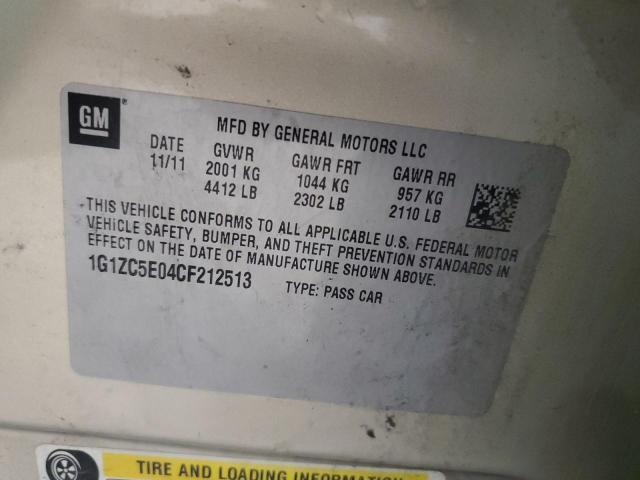 GM
MFD BY GENERAL MOTORS LLC
DATE GVWR GAWR FRT GAWR RR
11/11 2001 KG 1044 KG 957 KG
4412 LB 2302 LB 2110 LB
THIS VEHICLE CONFORMS TO ALL APPLICABLE U.S. FEDERAL MOTOR
VEHICLE SAFETY, BUMPER, AND THEFT PREVENTION STANDARDS IN
EFFECT ON THE DATE OF MANUFACTURE SHOWN ABOVE.
1G1ZC5E04CF212513 TYPE: PASS CAR
TIRE AND LOADING INFORMATION